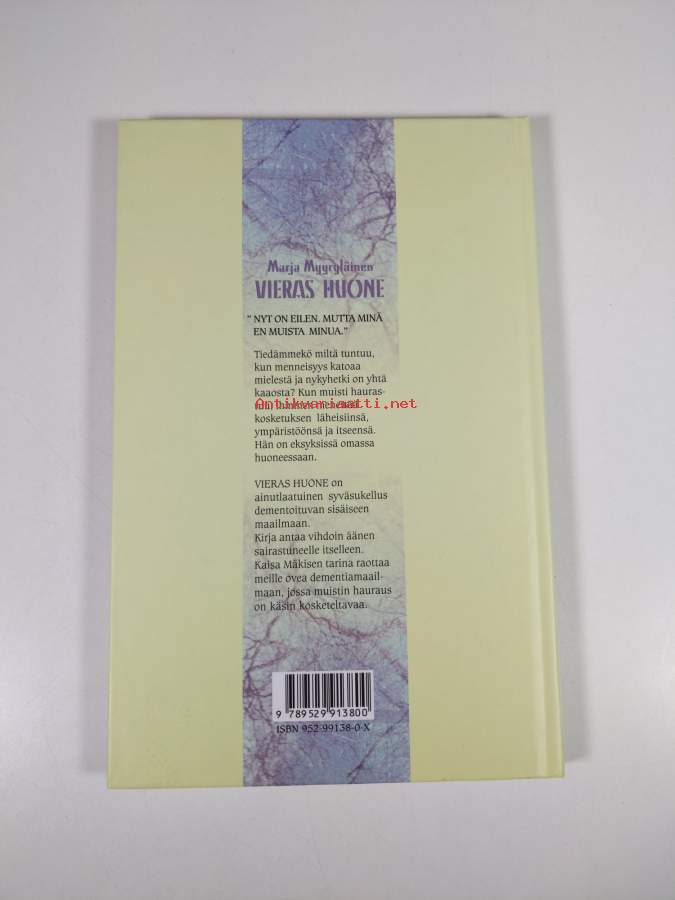 Marja Myyryläinen
VIERAS HUONE
" NYT ON EILEN. MUTTA MINÄ
EN MUISTA MINUA."
Tiedämmekö miltä tuntuu,
kun menneisyys katoaa
mielestä ja nykyhetki on yhtä
kaaosta? Kun muisti hauras-
Antikvariaatti.net
kosketuksen läheisiinsä,
ympäristöönsä ja itseensä.
Hän on eksyksissä omassa
huoneessaan.
VIERAS HUONE on
ainutlaatuinen syväsukellus
dementoituvan sisäiseen
maailmaan.
Kirja antaa vihdoin äänen
sairastuneelle itselleen.
Kaisa Mäkisen tarina raottaa
meille ovea dementiamaail-
maan, jossa muistin hauraus
on käsin kosketeltavaa.
9 789529 913800
ISBN 952-99138-0-X